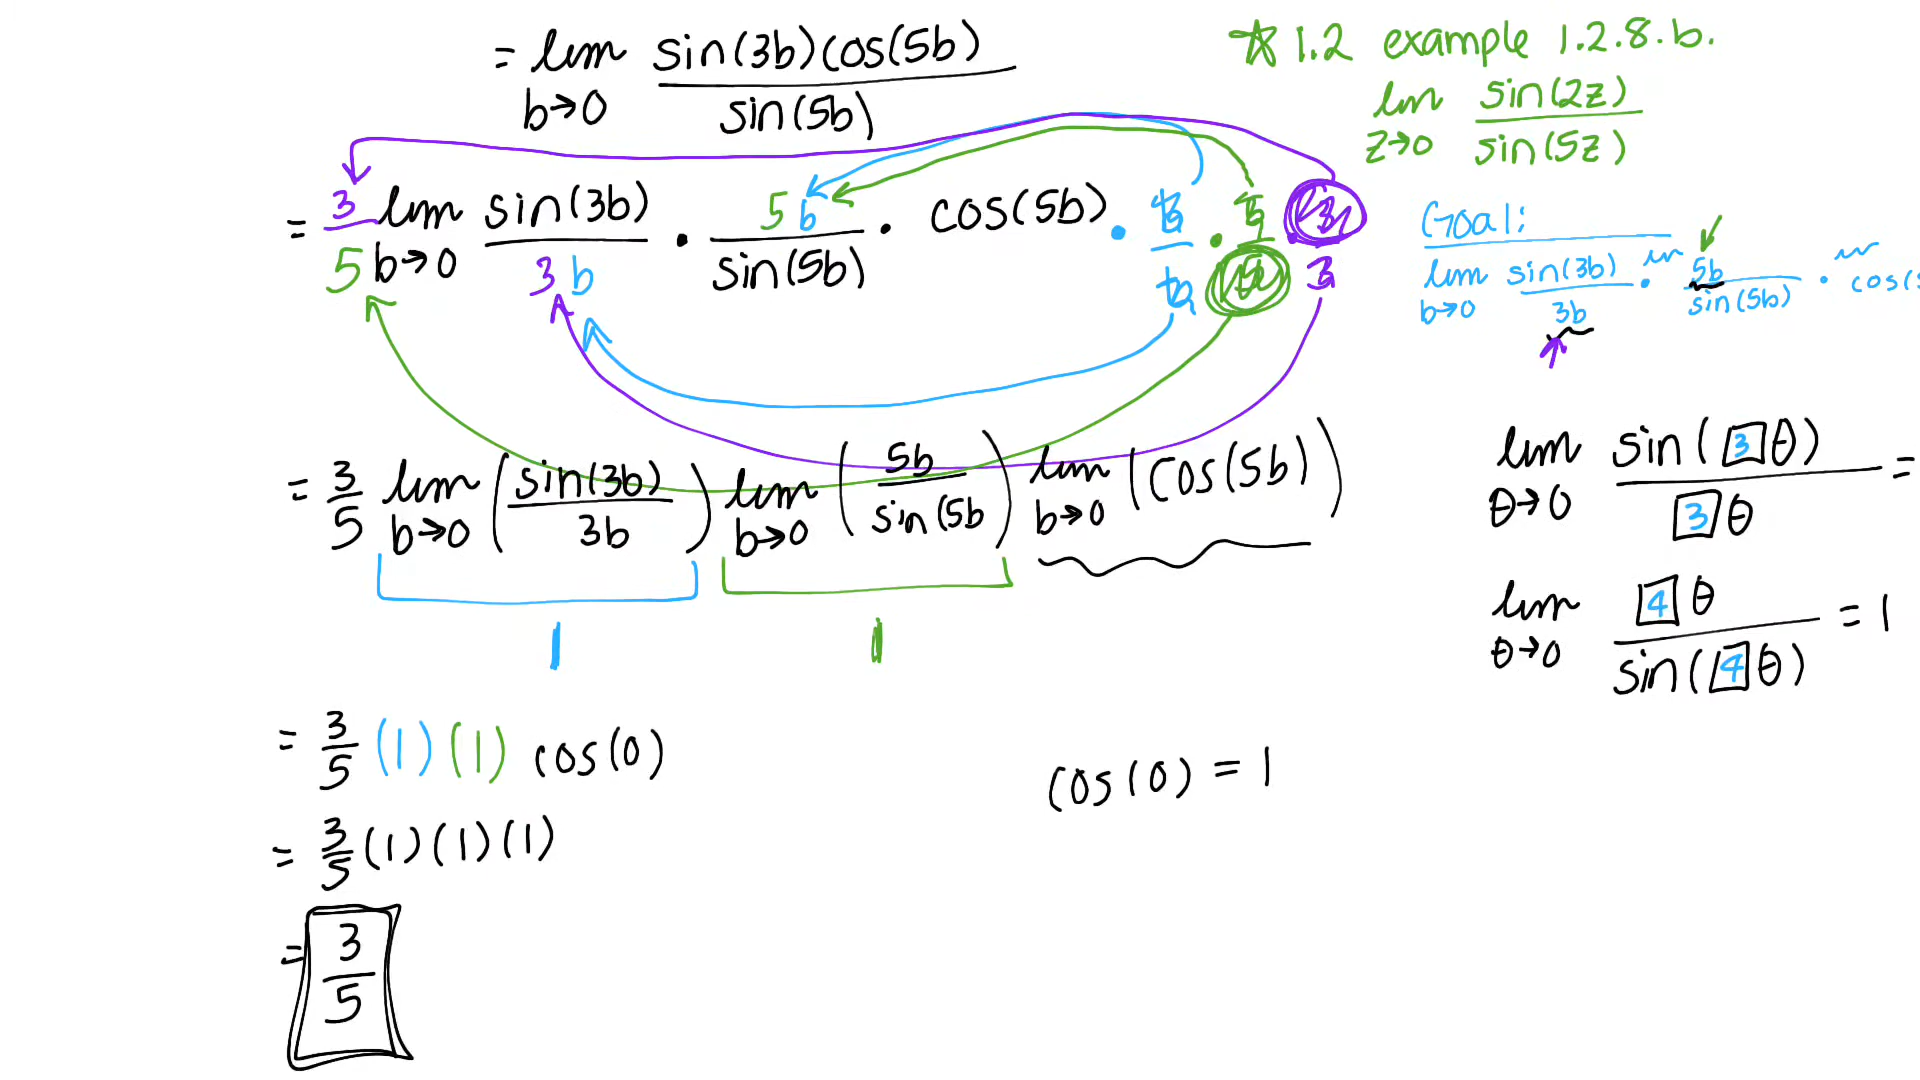 = lim sin(3b)cos(5b)
b→0 sin(5b)
☆ 1.2 example 1.2.8.b.
lim sin(2z)
z→0 sin(5z)
= 3/5 lim b→0 sin(3b)/3b · 5b/sin(5b) · cos(5b) · b/b · 5/5 · 3/3
Goal:
lim b→0 sin(3b)/3b · 5b/sin(5b) · cos(5
= 3/5 lim b→0 (sin(3b)/3b) lim b→0 (5b/sin(5b) lim b→0 (cos(5b))
1 1
lim θ→0 sin(3θ)/3θ =
lim θ→0 4θ/sin(4θ) = 1
= 3/5 (1)(1) cos(0)
cos(0) = 1
= 3/5 (1)(1)(1)
= 3/5